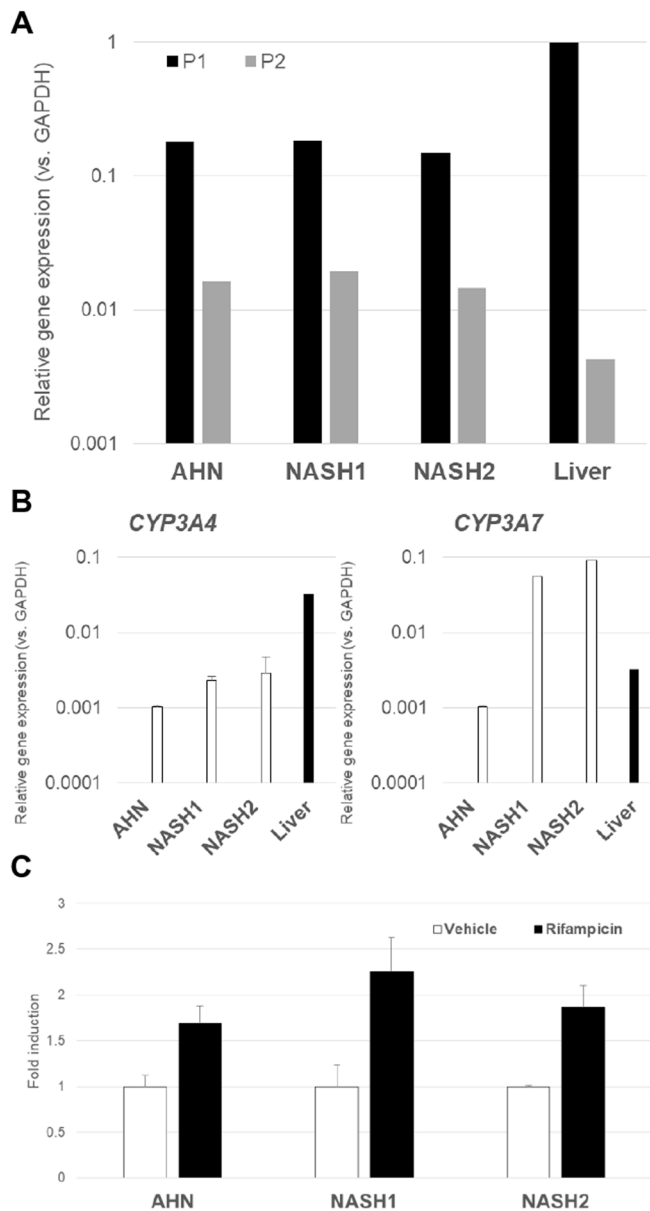 A
Relative gene expression (vs. GAPDH)
P1 P2
1
0.1
0.01
0.001
AHN NASH1 NASH2 Liver
B
CYP3A4 CYP3A7
Relative gene expression (vs. GAPDH)
0.1
0.01
0.001
0.0001
AHN NASH1 NASH2 Liver
Relative gene expression (vs. GAPDH)
0.1
0.01
0.001
0.0001
AHN NASH1 NASH2 Liver
C
Fold induction
Vehicle Rifampicin
3
2.5
2
1.5
1
0.5
0
AHN NASH1 NASH2